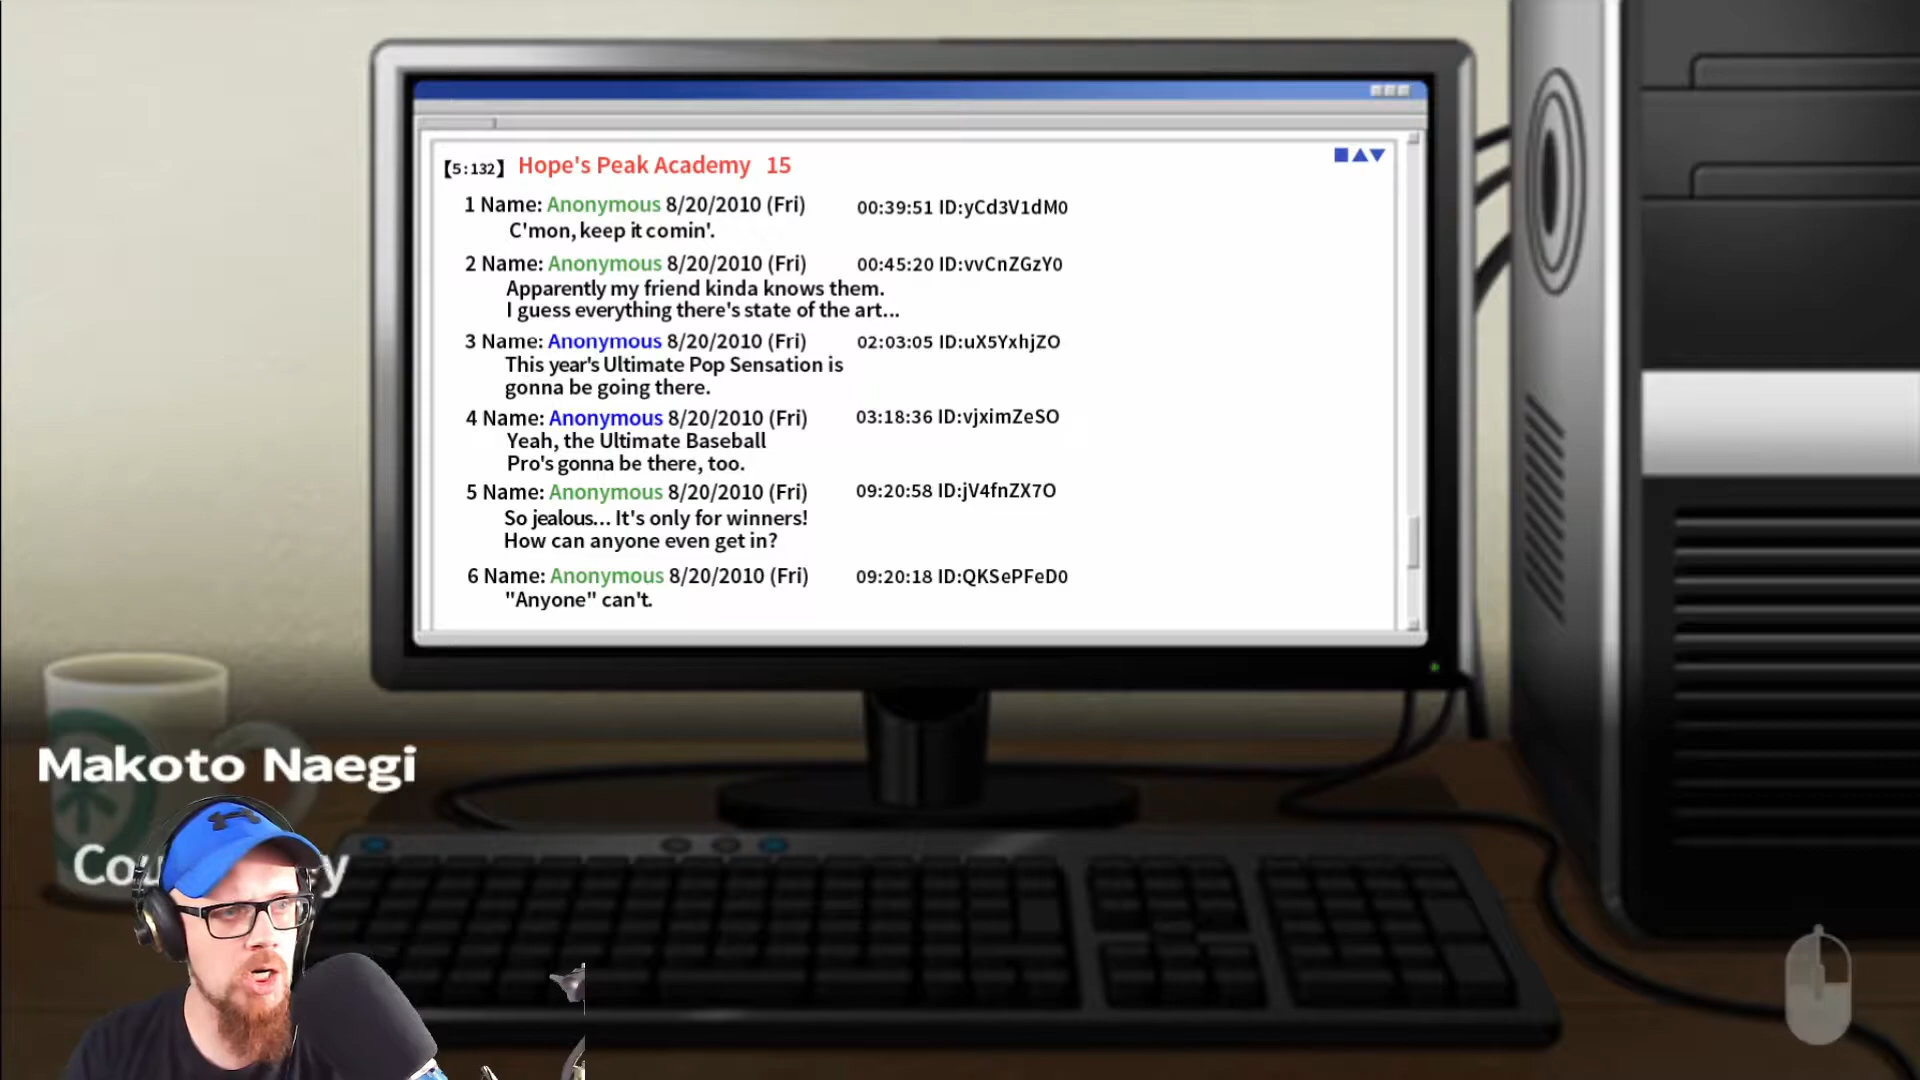 【5:132】 Hope's Peak Academy 15
1 Name: Anonymous 8/20/2010 (Fri) 00:39:51 ID:yCd3V1dM0
C'mon, keep it comin'.
2 Name: Anonymous 8/20/2010 (Fri) 00:45:20 ID:vvCnZGzY0
Apparently my friend kinda knows them.
I guess everything there's state of the art...
3 Name: Anonymous 8/20/2010 (Fri) 02:03:05 ID:uX5YxhjZO
This year's Ultimate Pop Sensation is
gonna be going there.
4 Name: Anonymous 8/20/2010 (Fri) 03:18:36 ID:vjximZeSO
Yeah, the Ultimate Baseball
Pro's gonna be there, too.
5 Name: Anonymous 8/20/2010 (Fri) 09:20:58 ID:jV4fnZX7O
So jealous... It's only for winners!
How can anyone even get in?
6 Name: Anonymous 8/20/2010 (Fri) 09:20:18 ID:QKSePFeD0
"Anyone" can't.
Makoto Naegi